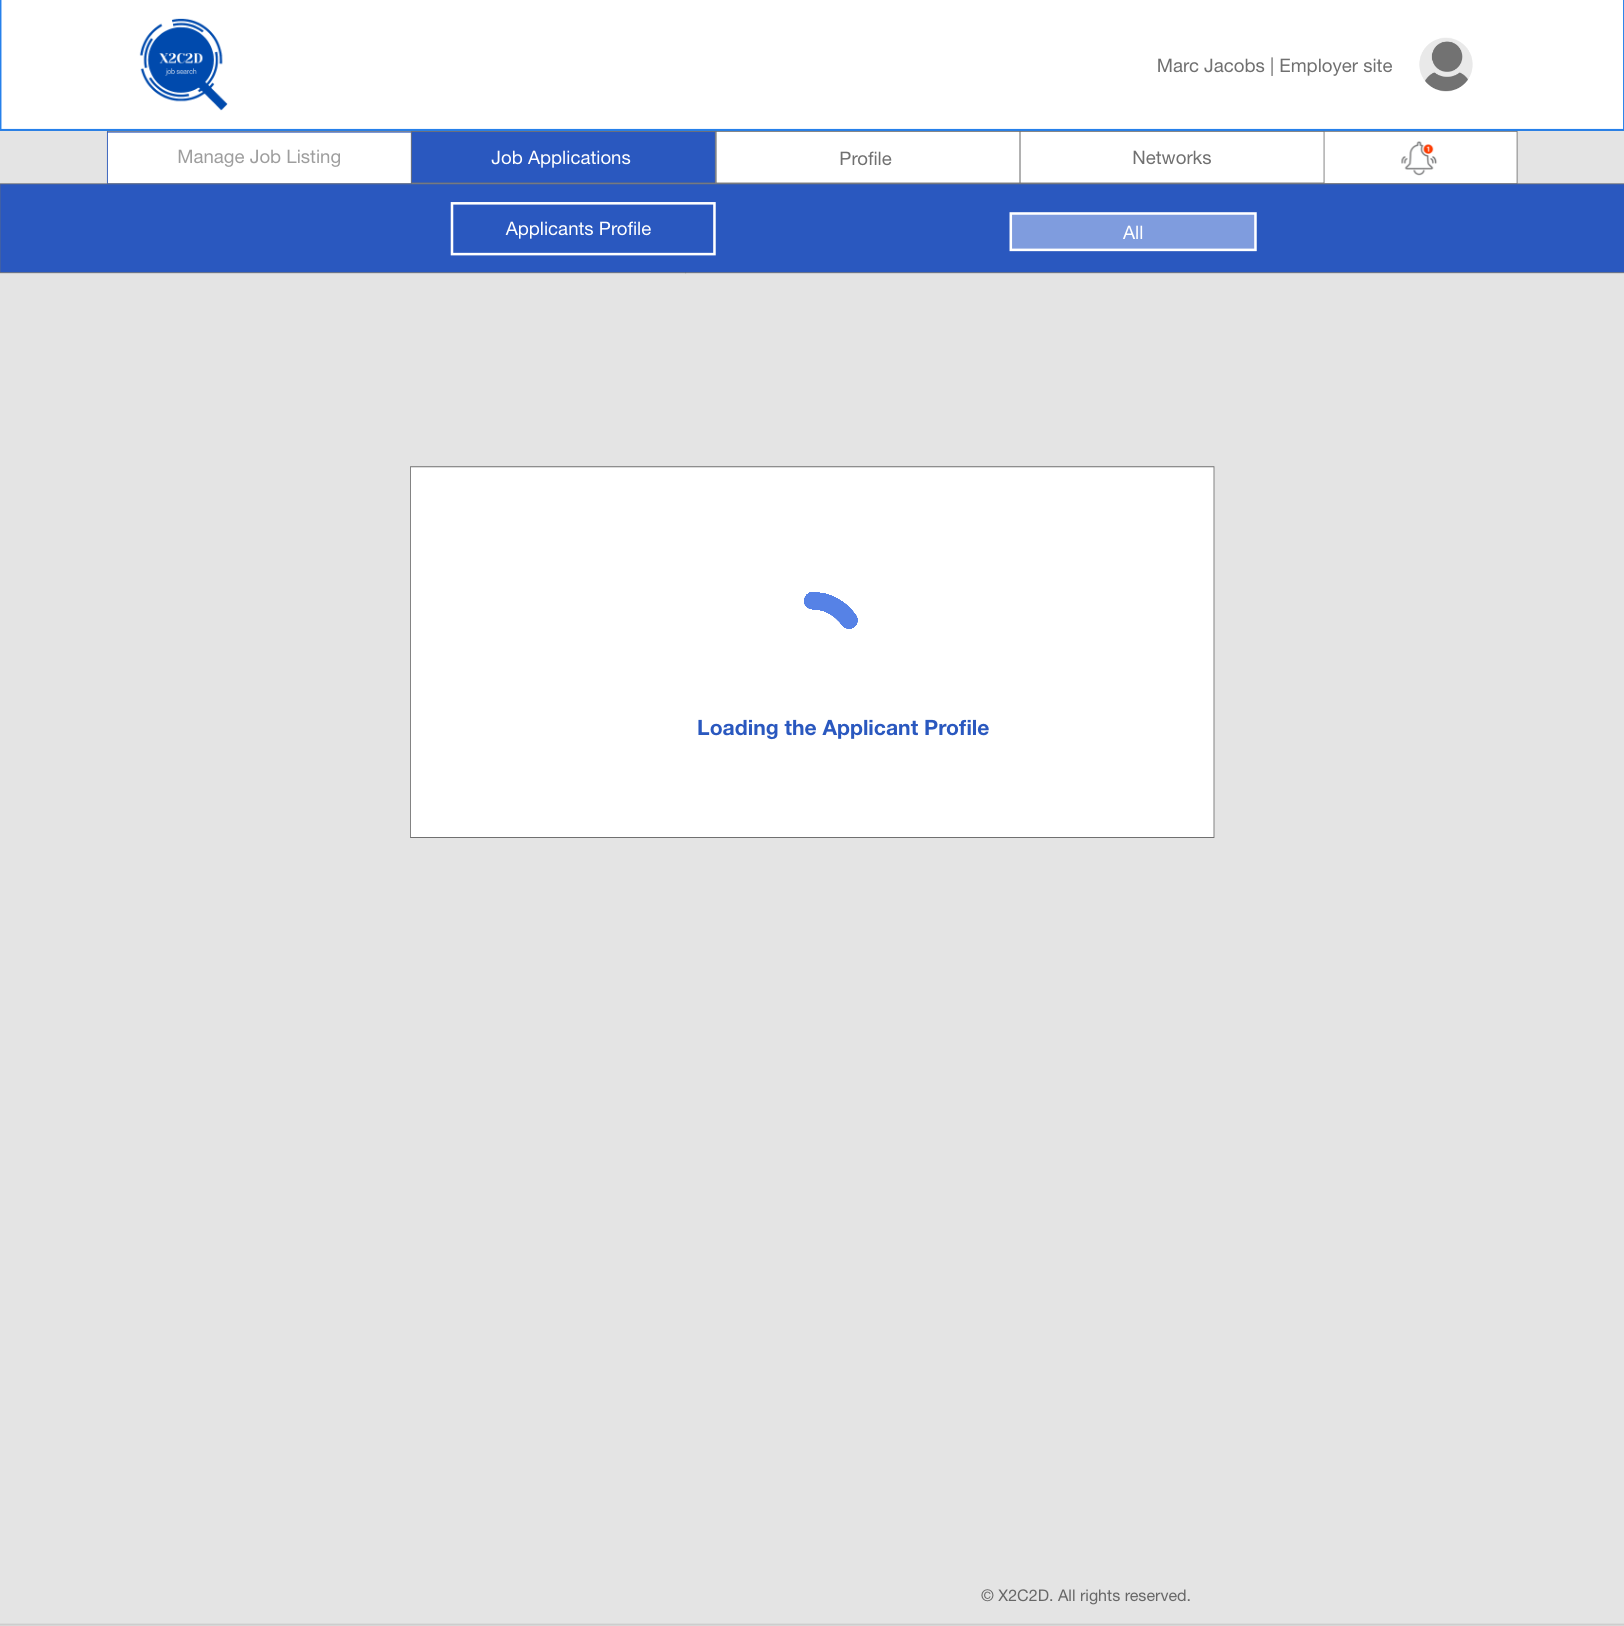 X2C2D
job search
Marc Jacobs | Employer site
Manage Job Listing
Job Applications
Profile
Networks
Applicants Profile
All
Loading the Applicant Profile
© X2C2D. All rights reserved.